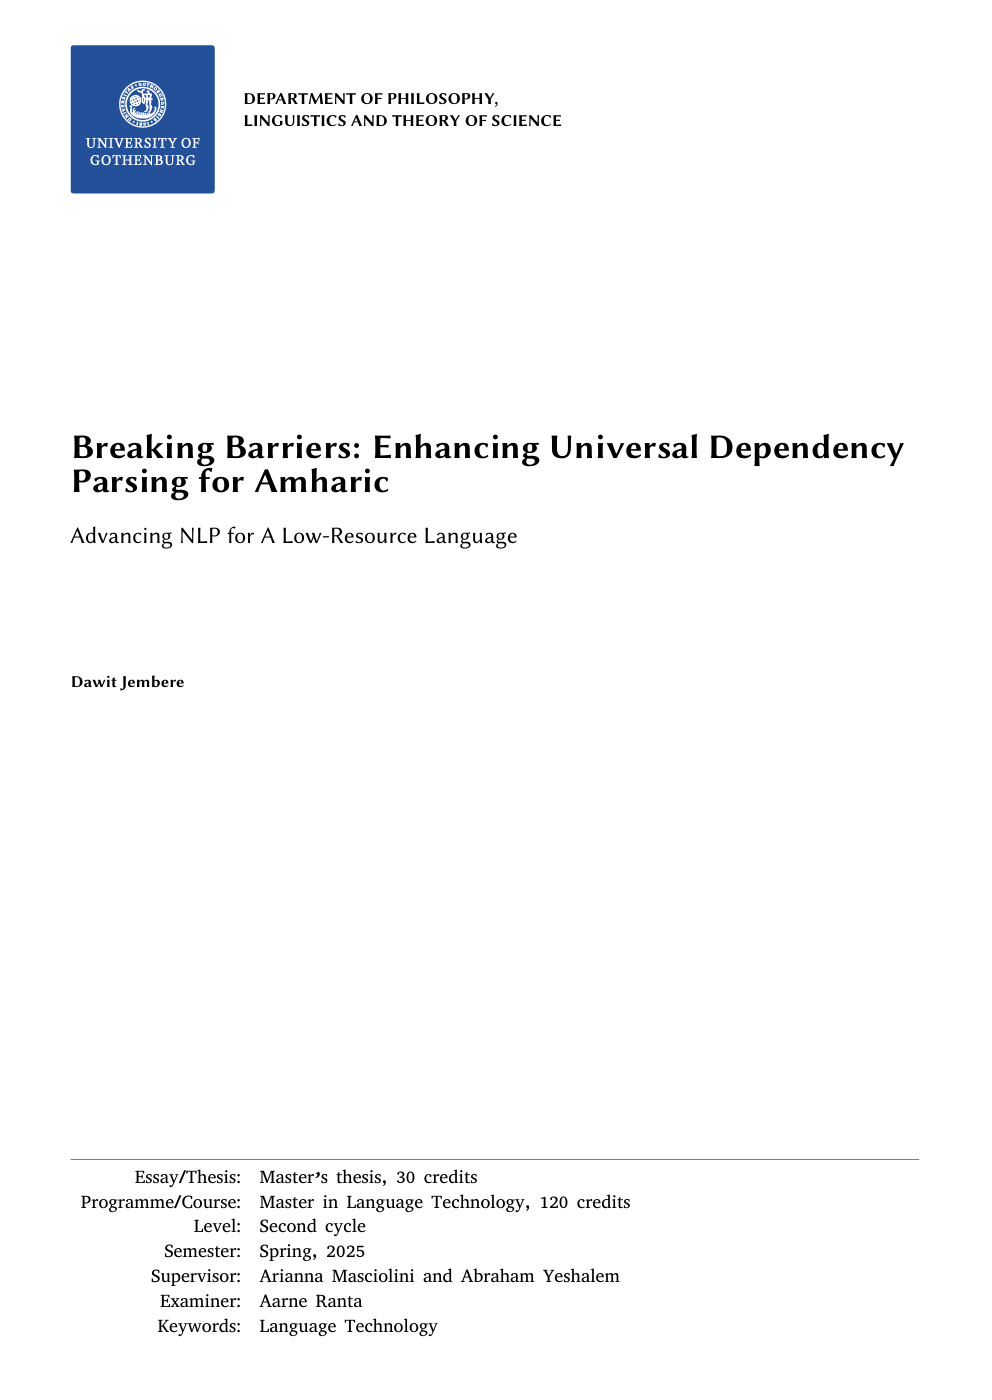 UNIVERSITY OF
GOTHENBURG
DEPARTMENT OF PHILOSOPHY,
LINGUISTICS AND THEORY OF SCIENCE
Breaking Barriers: Enhancing Universal Dependency
Parsing for Amharic
Advancing NLP for A Low-Resource Language
Dawit Jembere
Essay/Thesis: Master's thesis, 30 credits
Programme/Course: Master in Language Technology, 120 credits
Level: Second cycle
Semester: Spring, 2025
Supervisor: Arianna Masciolini and Abraham Yeshalem
Examiner: Aarne Ranta
Keywords: Language Technology